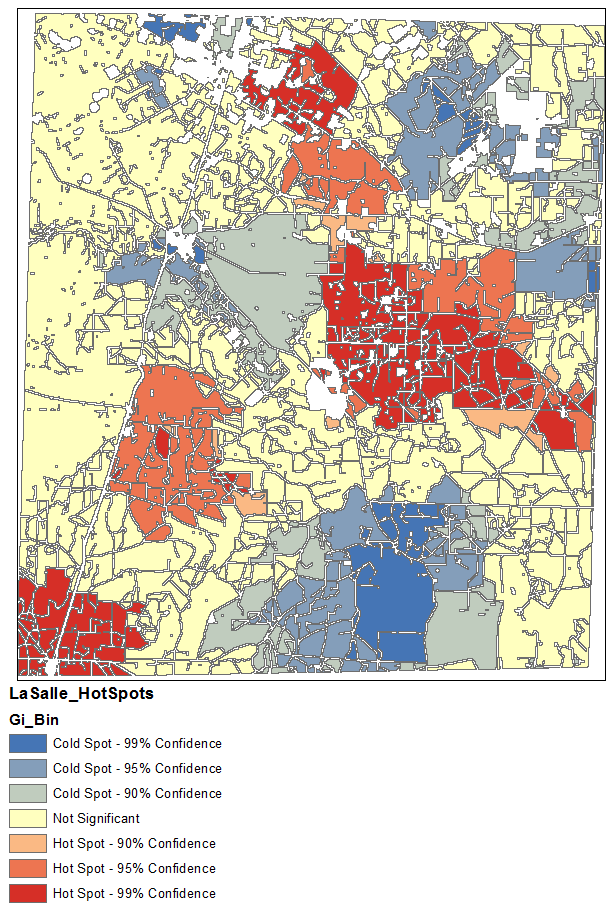 LaSalle_HotSpots
Gi_Bin
Cold Spot - 99% Confidence
Cold Spot - 95% Confidence
Cold Spot - 90% Confidence
Not Significant
Hot Spot - 90% Confidence
Hot Spot - 95% Confidence
Hot Spot - 99% Confidence